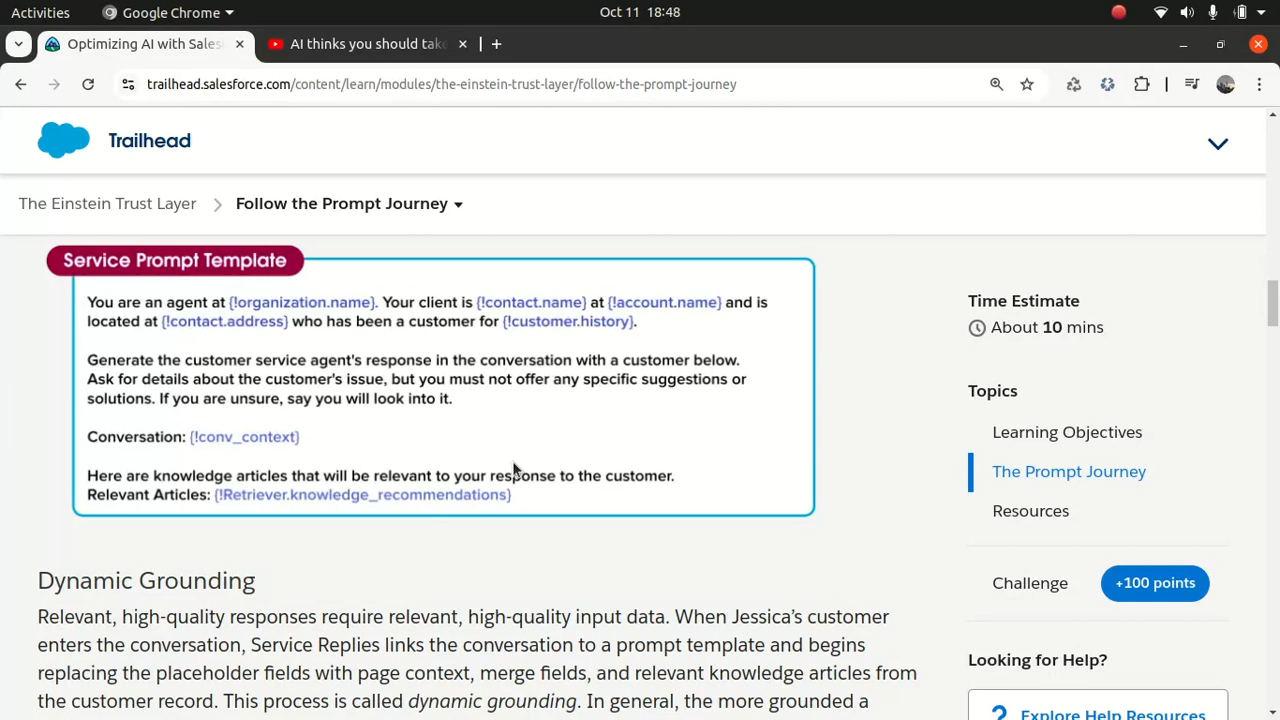 Activities
Google Chrome
Oct 11 18:48
Optimizing AI with Sales
AI thinks you should take
trailhead.salesforce.com/content/learn/modules/the-einstein-trust-layer/follow-the-prompt-journey
Trailhead
The Einstein Trust Layer
Follow the Prompt Journey
Service Prompt Template
You are an agent at {!organization.name}. Your client is {!contact.name} at {!account.name} and is
located at {!contact.address} who has been a customer for {!customer.history}.
Generate the customer service agent's response in the conversation with a customer below.
Ask for details about the customer's issue, but you must not offer any specific suggestions or
solutions. If you are unsure, say you will look into it.
Conversation: {!conv_context}
Here are knowledge articles that will be relevant to your response to the customer.
Relevant Articles: {!Retriever.knowledge_recommendations}
Dynamic Grounding
Relevant, high-quality responses require relevant, high-quality input data. When Jessica’s customer
enters the conversation, Service Replies links the conversation to a prompt template and begins
replacing the placeholder fields with page context, merge fields, and relevant knowledge articles from
the customer record. This process is called dynamic grounding. In general, the more grounded a
Time Estimate
About 10 mins
Topics
Learning Objectives
The Prompt Journey
Resources
Challenge
+100 points
Looking for Help?
Explore Help Resources